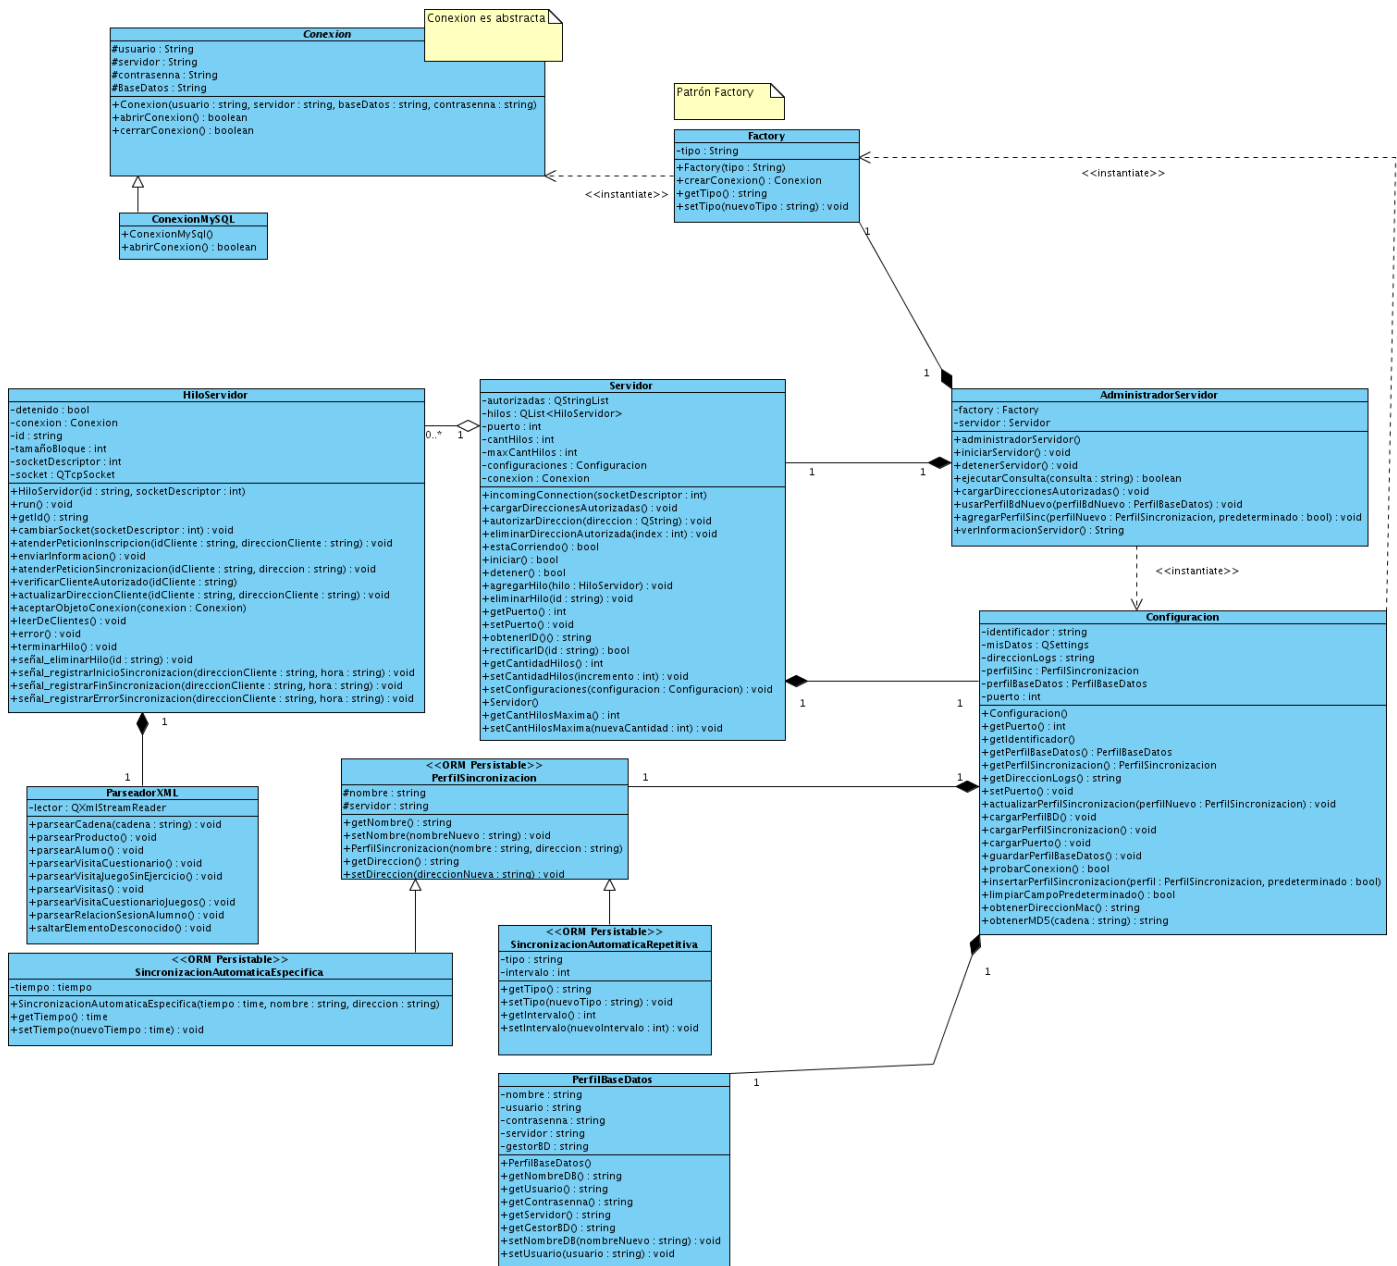 Conexion es abstracta
Conexion
#usuario : String
#servidor : String
#contrasenna : String
#BaseDatos : String
+Conexion(usuario : string, servidor : string, baseDatos : string, contrasenna : string)
+abrirConexion() : boolean
+cerrarConexion() : boolean
Patrón Factory
Factory
-tipo : String
+Factory(tipo : String)
+crearConexion() : Conexion
+getTipo() : string
+setTipo(nuevoTipo : string) : void
<<instantiate>>
<<instantiate>>
ConexionMySQL
+ConexionMySql()
+abrirConexion() : boolean
1
1
HiloServidor
-detenido : bool
-conexion : Conexion
-id : string
-tamañoBloque : int
-socketDescriptor : int
-socket : QTcpSocket
+HiloServidor(id : string, socketDescriptor : int)
+run() : void
+getId() : string
+cambiarSocket(socketDescriptor : int) : void
+atenderPeticionInscripcion(idCliente : string, direccionCliente : string) : void
+enviarInformacion() : void
+atenderPeticionSincronizacion(idCliente : string, direccion : string) : void
+verificarClienteAutorizado(idCliente : string)
+actualizarDireccionCliente(idCliente : string, direccionCliente : string) : void
+aceptarObjetoConexion(conexion : Conexion)
+leerDeClientes() : void
+error() : void
+terminarHilo() : void
+señal_eliminarHilo(id : string) : void
+señal_registrarInicioSincronizacion(direccionCliente : string, hora : string) : void
+señal_registrarFinSincronizacion(direccionCliente : string, hora : string) : void
+señal_registrarErrorSincronizacion(direccionCliente : string, hora : string) : void
0..*
1
Servidor
-autorizadas : QStringList
-hilos : QList<HiloServidor>
-puerto : int
-cantHilos : int
-maxCantHilos : int
-configuraciones : Configuracion
-conexion : Conexion
+incomingConnection(socketDescriptor : int)
+cargarDireccionesAutorizadas() : void
+autorizarDireccion(direccion : QString) : void
+eliminarDireccionAutorizada(index : int) : void
+estaCorriendo() : bool
+iniciar() : bool
+detener() : bool
+agregarHilo(hilo : HiloServidor) : void
+eliminarHilo(id : string) : void
+getPuerto() : int
+setPuerto() : void
+obtenerID() : string
+rectificarID(id : string) : bool
+getCantidadHilos() : int
+setCantidadHilos(incremento : int) : void
+setConfiguraciones(configuracion : Configuracion) : void
+Servidor()
+getCantHilosMaxima() : int
+setCantHilosMaxima(nuevaCantidad : int) : void
1
1
AdministradorServidor
-factory : Factory
-servidor : Servidor
+administradorServidor()
+iniciarServidor() : void
+detenerServidor() : void
+ejecutarConsulta(consulta : string) : boolean
+cargarDireccionesAutorizadas() : void
+usarPerfilBdNuevo(perfilBdNuevo : PerfilBaseDatos) : void
+agregarPerfilSinc(perfilNuevo : PerfilSincronizacion, predeterminado : bool) : void
+verInformacionServidor() : String
<<instantiate>>
Configuracion
-identificador : string
-misDatos : QSettings
-direccionLogs : string
-perfilSinc : PerfilSincronizacion
-perfilBaseDatos : PerfilBaseDatos
-puerto : int
+Configuracion()
+getPuerto() : int
+getIdentificador()
+getPerfilBaseDatos() : PerfilBaseDatos
+getPerfilSincronizacion() : PerfilSincronizacion
+getDireccionLogs() : string
+setPuerto() : void
+actualizarPerfilSincronizacion(perfilNuevo : PerfilSincronizacion) : void
+cargarPerfilBD() : void
+cargarPerfilSincronizacion() : void
+cargarPuerto() : void
+guardarPerfilBaseDatos() : void
+probarConexion() : bool
+insertarPerfilSincronizacion(perfil : PerfilSincronizacion, predeterminado : bool)
+limpiarCampoPredeterminado() : bool
+obtenerDireccionMac() : string
+obtenerMD5(cadena : string) : string
1
1
1
1
ParseadorXML
-lector : QXmlStreamReader
+parsearCadena(cadena : string) : void
+parsearProducto() : void
+parsearAlumo() : void
+parsearVisitaCuestionario() : void
+parsearVisitaJuegoSinEjercicio() : void
+parsearVisitas() : void
+parsearVisitaCuestionarioJuegos() : void
+parsearRelacionSesionAlumno() : void
+saltarElementoDesconocido() : void
<<ORM Persistable>>
PerfilSincronizacion
#nombre : string
#servidor : string
+getNombre() : string
+setNombre(nombreNuevo : string) : void
+PerfilSincronizacion(nombre : string, direccion : string)
+getDireccion() : string
+setDireccion(direccionNueva : string) : void
1
1
<<ORM Persistable>>
SincronizacionAutomaticaEspecifica
-tiempo : tiempo
+SincronizacionAutomaticaEspecifica(tiempo : time, nombre : string, direccion : string)
+getTiempo() : time
+setTiempo(nuevoTiempo : time) : void
<<ORM Persistable>>
SincronizacionAutomaticaRepetitiva
-tipo : string
-intervalo : int
+getTipo() : string
+setTipo(nuevoTipo : string) : void
+getIntervalo() : int
+setIntervalo(nuevoIntervalo : int) : void
1
1
PerfilBaseDatos
-nombre : string
-usuario : string
-contrasenna : string
-servidor : string
-gestorBD : string
+PerfilBaseDatos()
+getNombreDB() : string
+getUsuario() : string
+getContrasenna() : string
+getServidor() : string
+getGestorBD() : string
+setNombreDB(nombreNuevo : string) : void
+setUsuario(usuario : string) : void